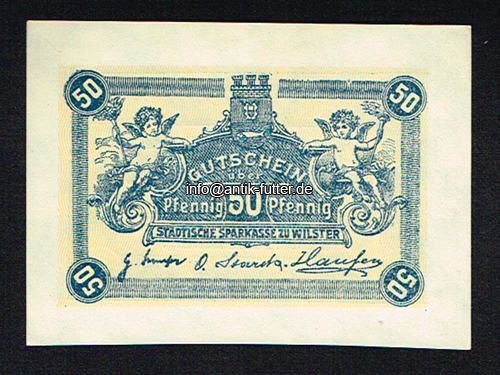 50 50
GUTSCHEIN
über
info@antik-futter.de
Pfennig 50 Pfennig
STÄDTISCHE SPARKASSE ZU WILSTER
50 50